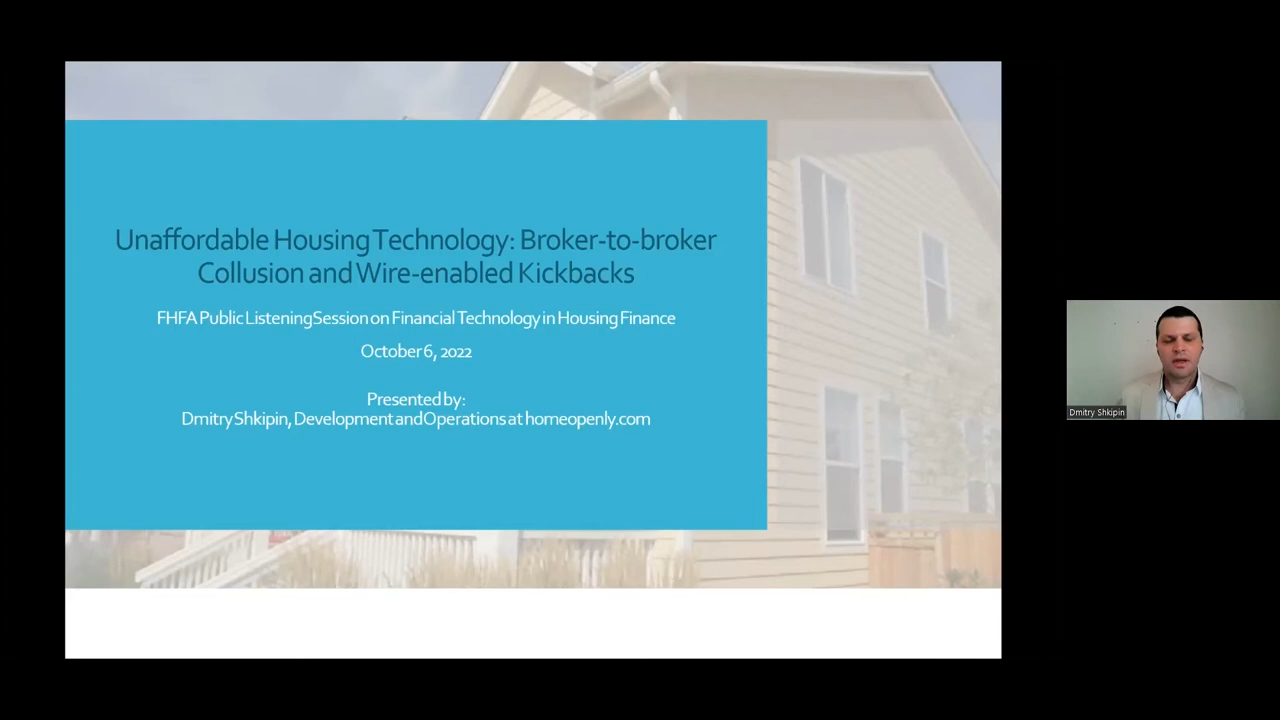 Unaffordable Housing Technology: Broker-to-broker
Collusion and Wire-enabled Kickbacks
FHFA Public Listening Session on Financial Technology in Housing Finance
October 6, 2022
Presented by:
Dmitry Shkipin, Development and Operations at homeopenly.com
Dmitry Shkipin